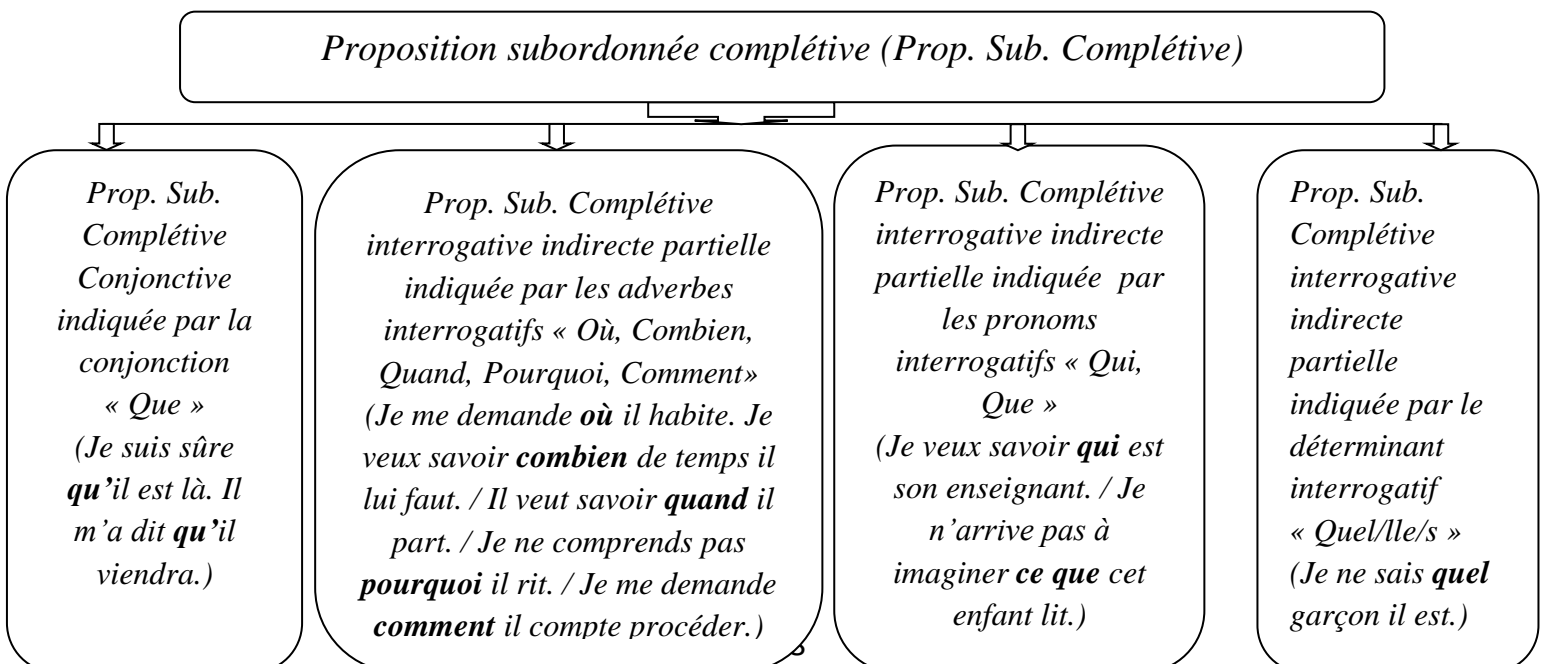 Proposition subordonnée complétive (Prop. Sub. Complétive)
Prop. Sub.
Complétive
Conjonctive
indiquée par la
conjonction
« Que »
(Je suis sûre
qu’il est là. Il
m’a dit qu’il
viendra.)
Prop. Sub. Complétive
interrogative indirecte partielle
indiquée par les adverbes
interrogatifs « Où, Combien,
Quand, Pourquoi, Comment»
(Je me demande où il habite. Je
veux savoir combien de temps il
lui faut. / Il veut savoir quand il
part. / Je ne comprends pas
pourquoi il rit. / Je me demande
comment il compte procéder.)
Prop. Sub. Complétive
interrogative indirecte
partielle indiquée par
les pronoms
interrogatifs « Qui,
Que »
(Je veux savoir qui est
son enseignant. / Je
n’arrive pas à
imaginer ce que cet
enfant lit.)
Prop. Sub.
Complétive
interrogative
indirecte
partielle
indiquée par le
déterminant
interrogatif
« Quel/lle/s »
(Je ne sais quel
garçon il est.)